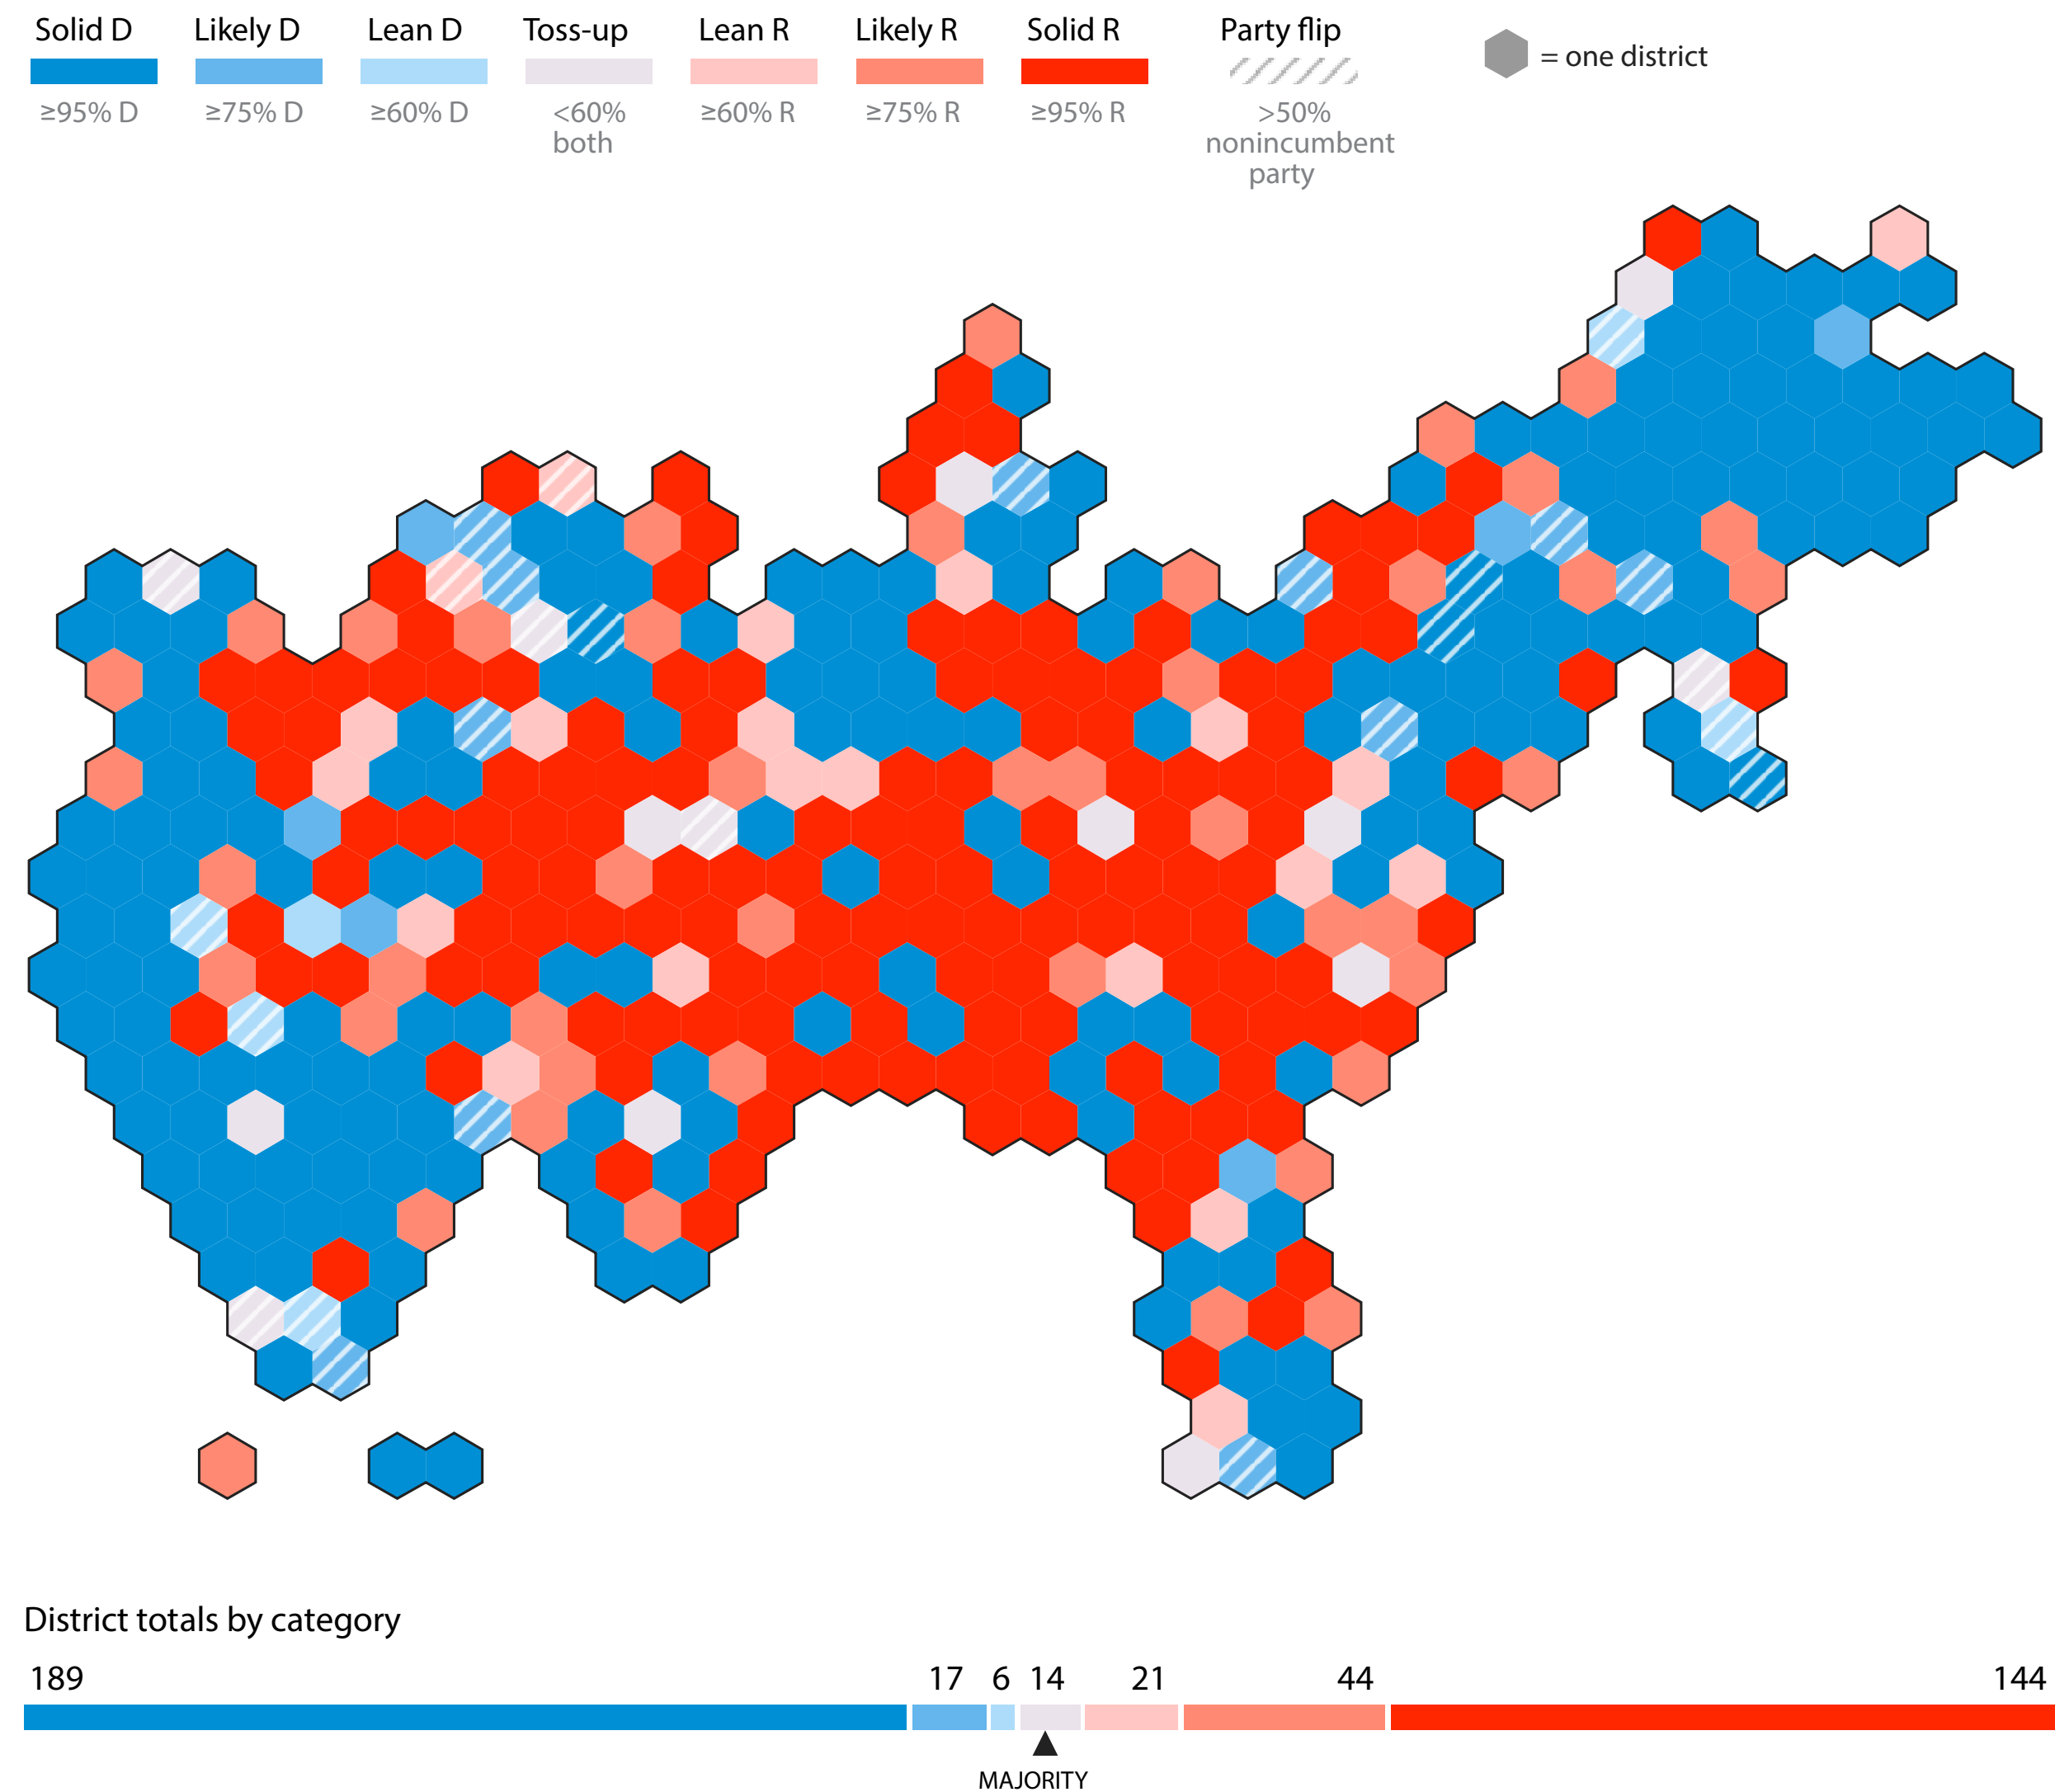 Solid D Likely D Lean D Toss-up Lean R Likely R Solid R Party flip
= one district
≥95% D ≥75% D ≥60% D <60% ≥60% R ≥75% R ≥95% R >50%
both nonincumbent
party
District totals by category
189 17 6 14 21 44 144
MAJORITY